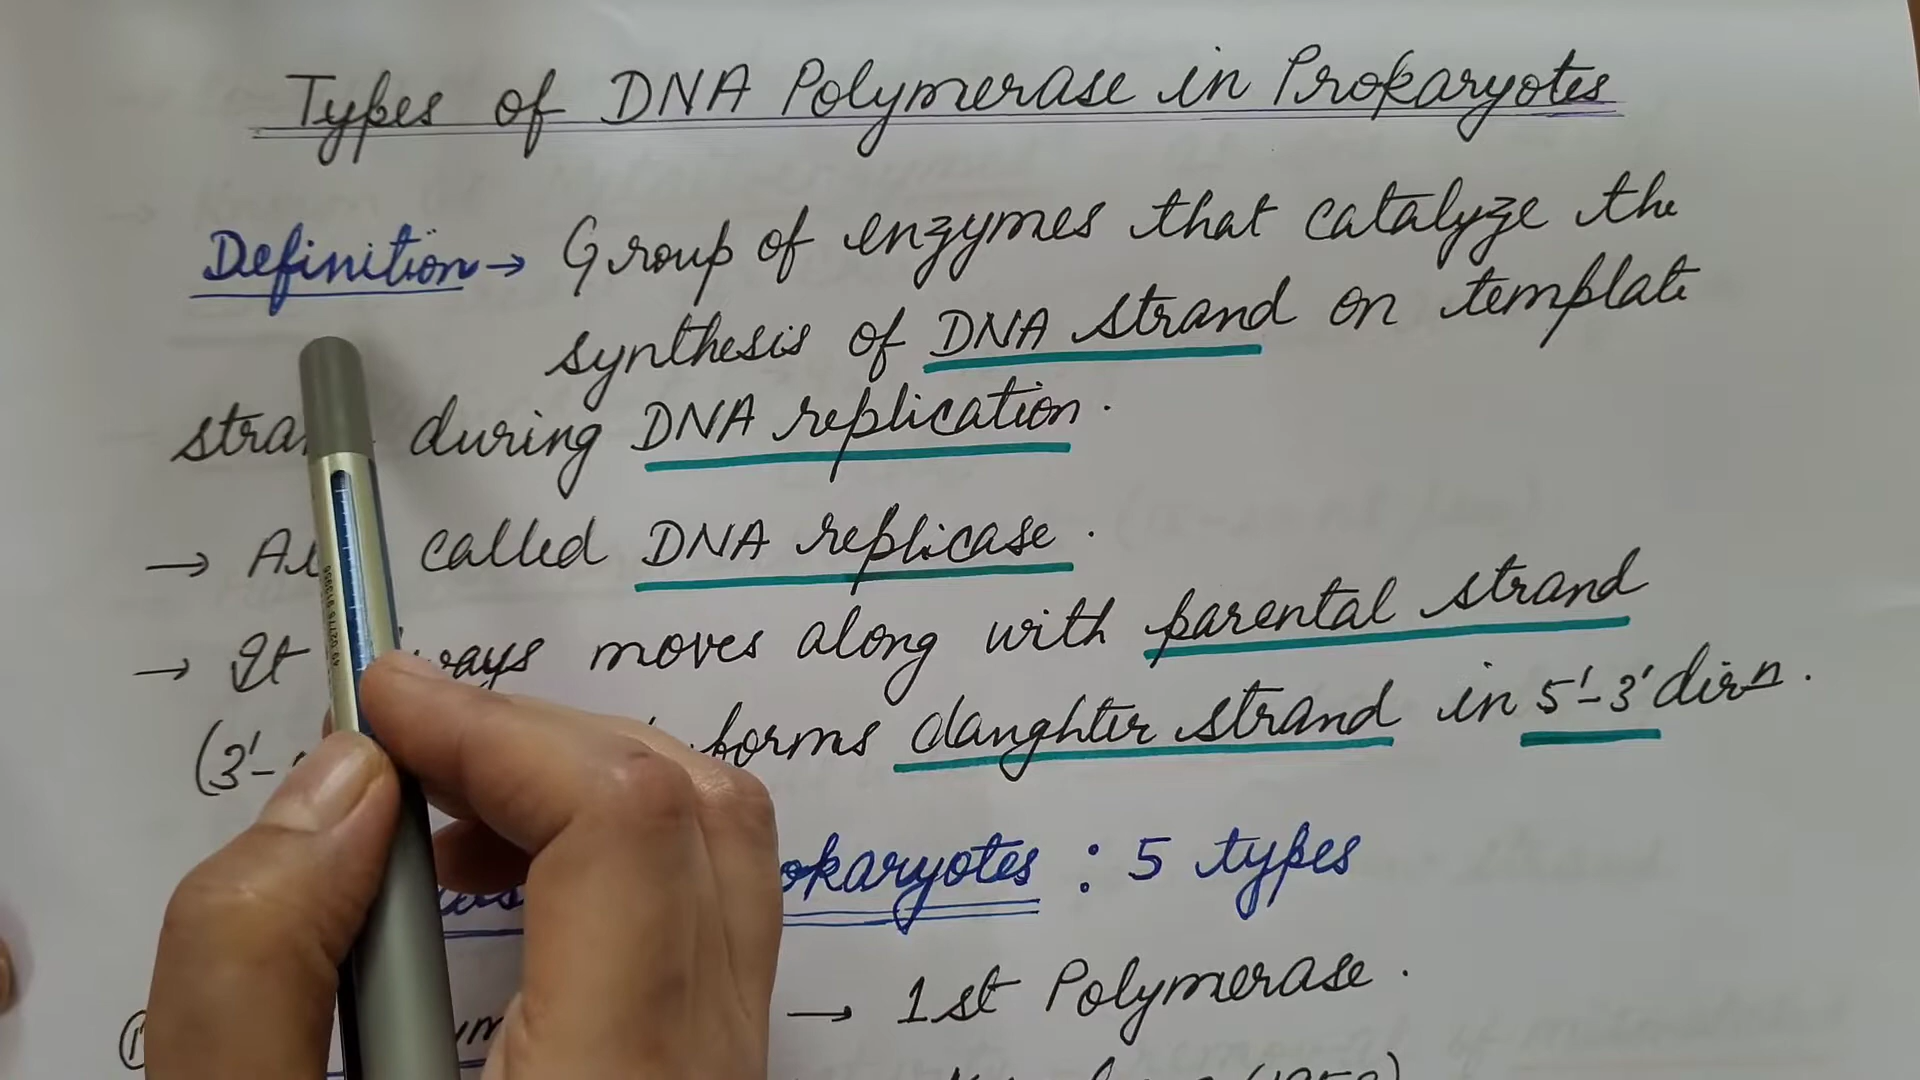 Types of DNA Polymerase in Prokaryotes
Definition → Group of enzymes that catalyze the
synthesis of DNA strand on template
during DNA replication.
→ called DNA replicase.
→ It moves along with parental strand
(3'- forms daughter strand in 5'-3' dirn.
: 5 types
→ 1st Polymerase.